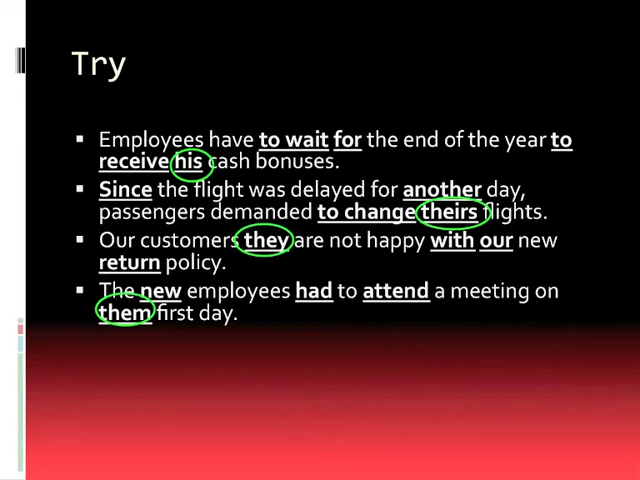 Try
Employees have to wait for the end of the year to
receive his cash bonuses.
Since the flight was delayed for another day,
passengers demanded to change theirs flights.
Our customers they are not happy with our new
return policy.
The new employees had to attend a meeting on
them first day.